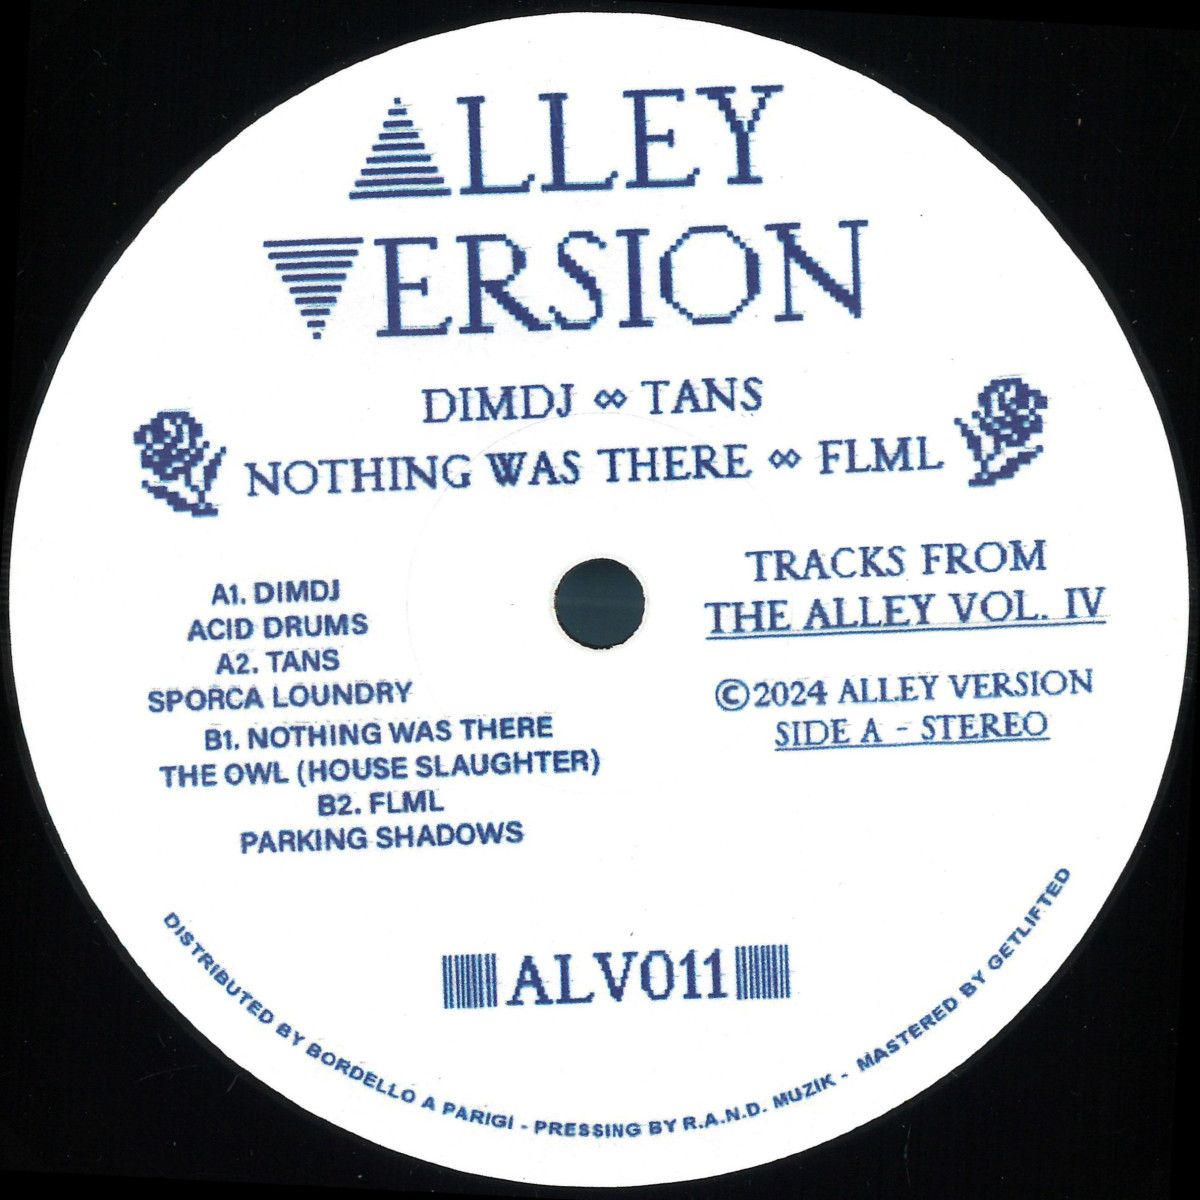 ALLEY
VERSION
DIMDJ ∞ TANS
NOTHING WAS THERE ∞ FLML
A1. DIMDJ
ACID DRUMS
A2. TANS
SPORCA LOUNDRY
B1. NOTHING WAS THERE
THE OWL (HOUSE SLAUGHTER)
B2. FLML
PARKING SHADOWS
TRACKS FROM
THE ALLEY VOL. IV
©2024 ALLEY VERSION
SIDE A - STEREO
ALV011
DISTRIBUTED BY BORDELLO A PARIGI - PRESSING BY R.A.N.D. MUZIK - MASTERED BY GETLIFTED